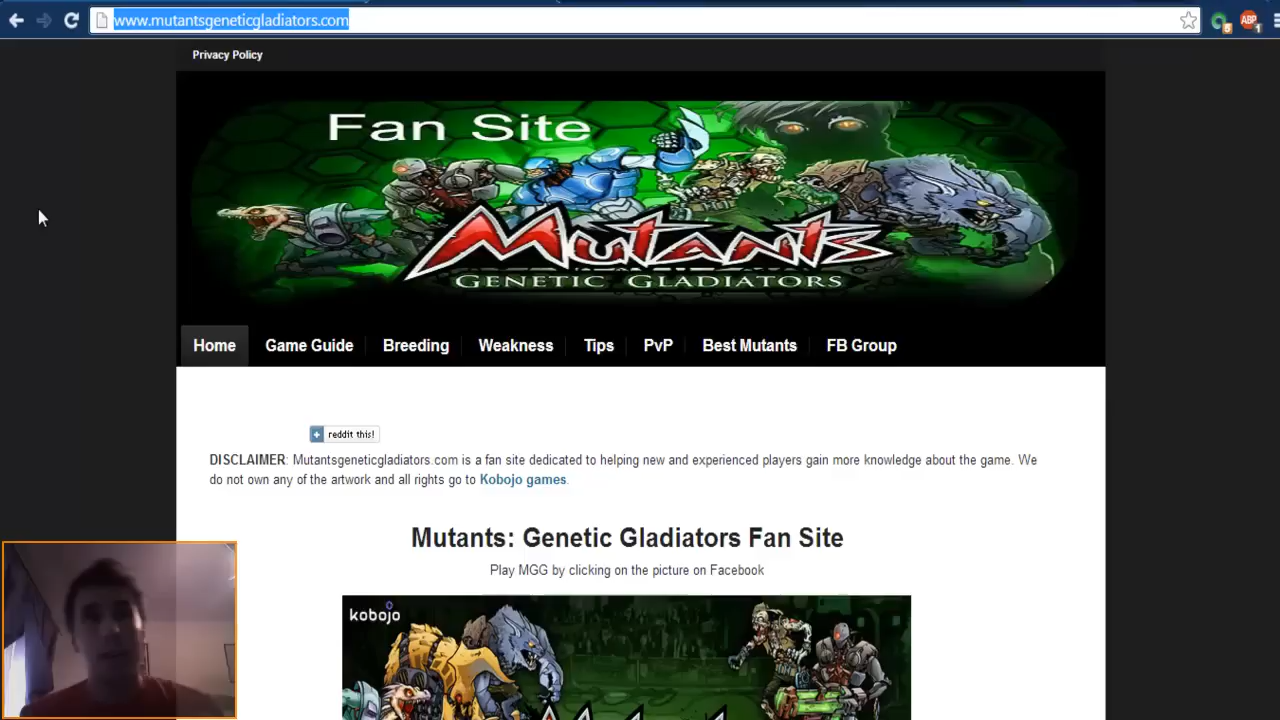 www.mutantsgeneticgladiators.com
ABP
6
1
Privacy Policy
Fan Site
Mutants
GENETIC GLADIATORS
Home Game Guide Breeding Weakness Tips PvP Best Mutants FB Group
reddit this!
DISCLAIMER: Mutantsgeneticgladiators.com is a fan site dedicated to helping new and experienced players gain more knowledge about the game. We
do not own any of the artwork and all rights go to Kobojo games.
Mutants: Genetic Gladiators Fan Site
Play MGG by clicking on the picture on Facebook
kobojo